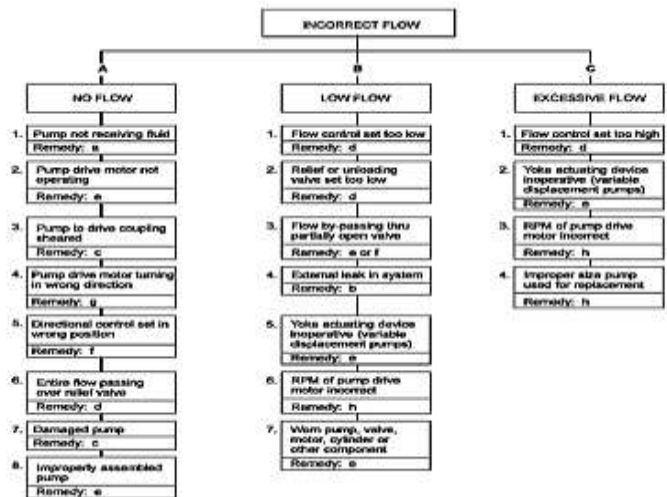 INCORRECT FLOW
A
NO FLOW
1. Pump not receiving fluid
Remedy: a
2. Pump drive motor not
operating
Remedy: e
3. Pump to drive coupling
sheared
Remedy: c
4. Pump drive motor turning
in wrong direction
Remedy: g
5. Directional control set in
wrong position
Remedy: f
6. Entire flow passing
over relief valve
Remedy: d
7. Damaged pump
Remedy: c
8. Improperly assembled
pump
Remedy: e
B
LOW FLOW
1. Flow control set too low
Remedy: d
2. Relief or unloading
valve set too low
Remedy: d
3. Flow by-passing thru
partially open valve
Remedy: e or f
4. External leak in system
Remedy: b
5. Yoke actuating device
inoperative (variable
displacement pumps)
Remedy: e
6. RPM of pump drive
motor incorrect
Remedy: h
7. Worn pump, valve,
motor, cylinder or
other component
Remedy: e
C
EXCESSIVE FLOW
1. Flow control set too high
Remedy: d
2. Yoke actuating device
inoperative (variable
displacement pumps)
Remedy: e
3. RPM of pump drive
motor incorrect
Remedy: h
4. Improper size pump
used for replacement
Remedy: h